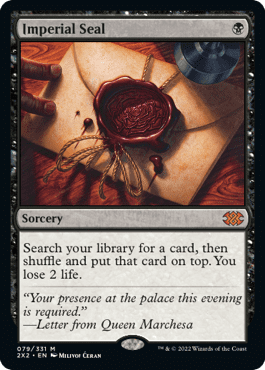 Imperial Seal
Sorcery
Search your library for a card, then
shuffle and put that card on top. You
lose 2 life.
“Your presence at the palace this evening
is required.”
—Letter from Queen Marchesa
079/331 M
2X2 • EN Milivoj Ćeran
™ & © 2022 Wizards of the Coast